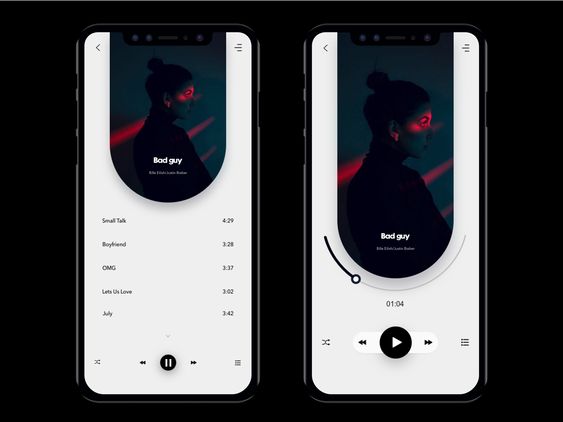 Bad guy
Billie Eilish/Justin Bieber
Small Talk 4:29
Boyfriend 3:28
OMG 3:37
Lets Us Love 3:02
July 3:42
Bad guy
Billie Eilish/Justin Bieber
01:04